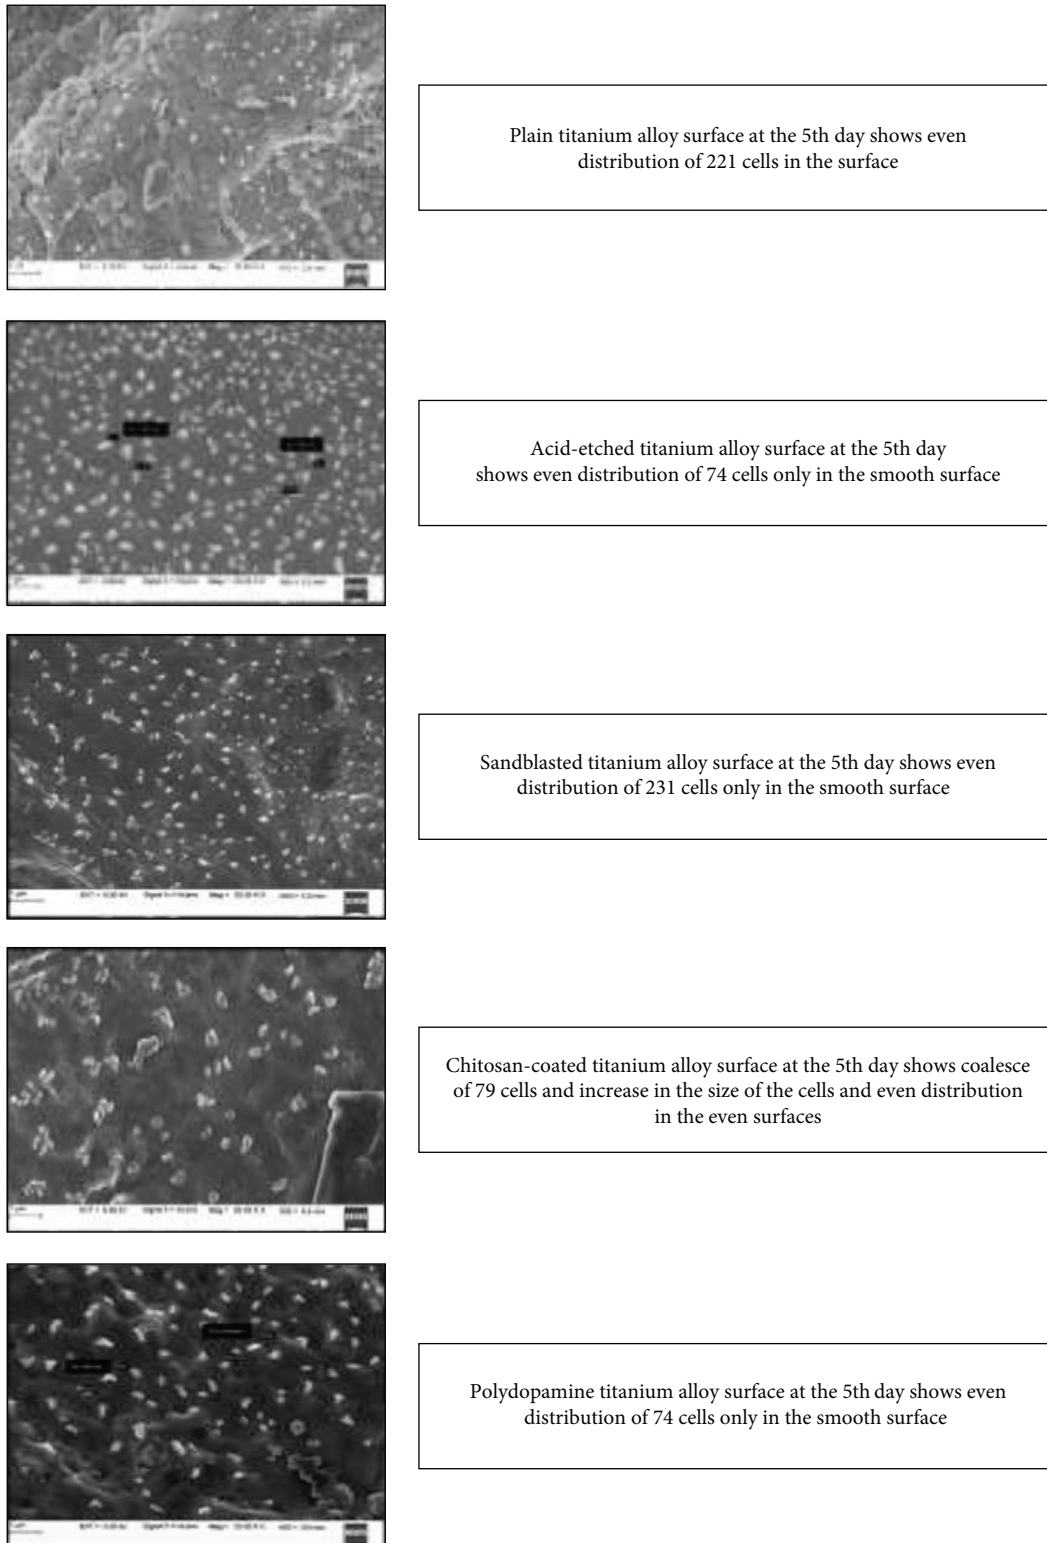 Plain titanium alloy surface at the 5th day shows even
distribution of 221 cells in the surface
Acid-etched titanium alloy surface at the 5th day
shows even distribution of 74 cells only in the smooth surface
Sandblasted titanium alloy surface at the 5th day shows even
distribution of 231 cells only in the smooth surface
Chitosan-coated titanium alloy surface at the 5th day shows coalesce
of 79 cells and increase in the size of the cells and even distribution
in the even surfaces
Polydopamine titanium alloy surface at the 5th day shows even
distribution of 74 cells only in the smooth surface